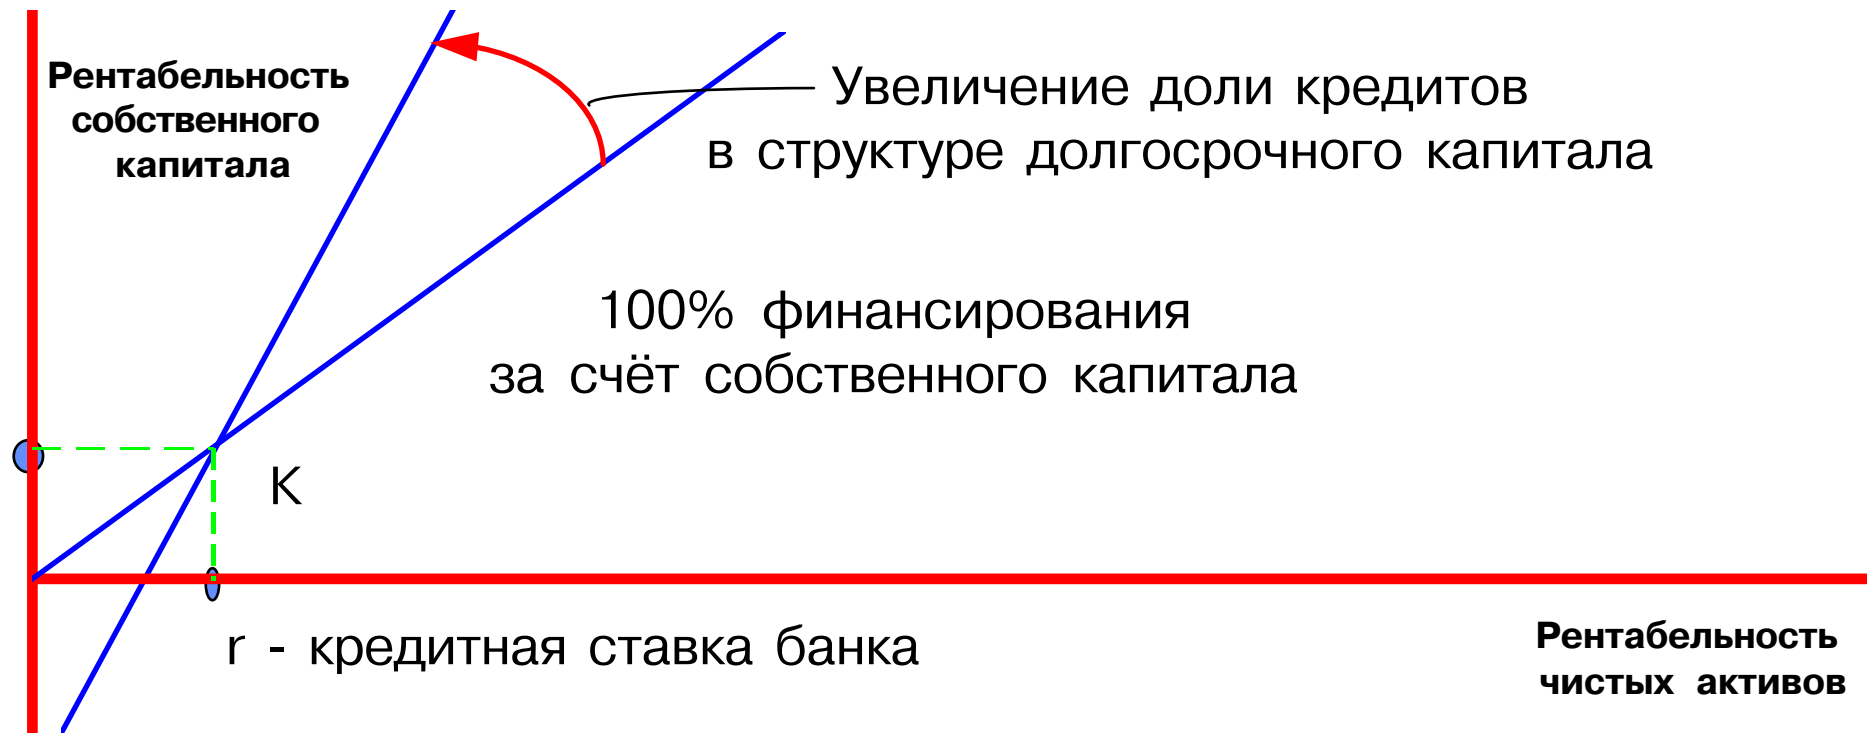 Рентабельность
собственного
капитала
Увеличение доли кредитов
в структуре долгосрочного капитала
100% финансирования
за счёт собственного капитала
К
r - кредитная ставка банка
Рентабельность
чистых активов